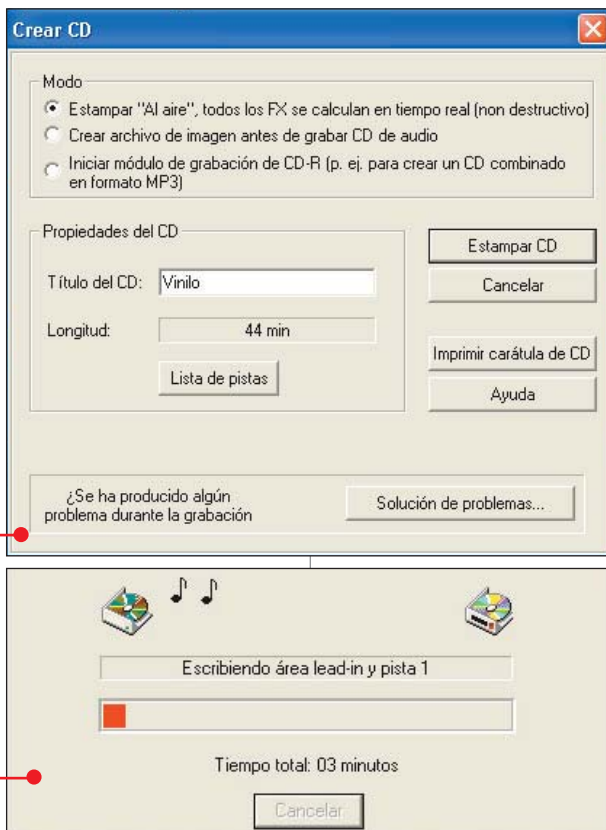 Crear CD
Modo
Estampar "Al aire", todos los FX se calculan en tiempo real (non destructivo)
Crear archivo de imagen antes de grabar CD de audio
Iniciar módulo de grabación de CD-R (p. ej. para crear un CD combinado
en formato MP3)
Propiedades del CD
Título del CD: Vinilo
Longitud: 44 min
Lista de pistas
Estampar CD
Cancelar
Imprimir carátula de CD
Ayuda
¿Se ha producido algún
problema durante la grabación
Solución de problemas...
Escribiendo área lead-in y pista 1
Tiempo total: 03 minutos
Cancelar